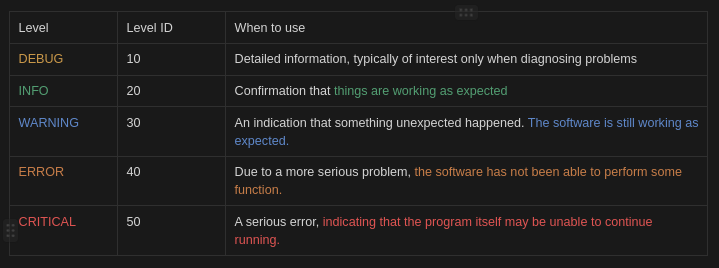 Level Level ID When to use
DEBUG 10 Detailed information, typically of interest only when diagnosing problems
INFO 20 Confirmation that things are working as expected
WARNING 30 An indication that something unexpected happened. The software is still working as
expected.
ERROR 40 Due to a more serious problem, the software has not been able to perform some
function.
CRITICAL 50 A serious error, indicating that the program itself may be unable to continue
running.